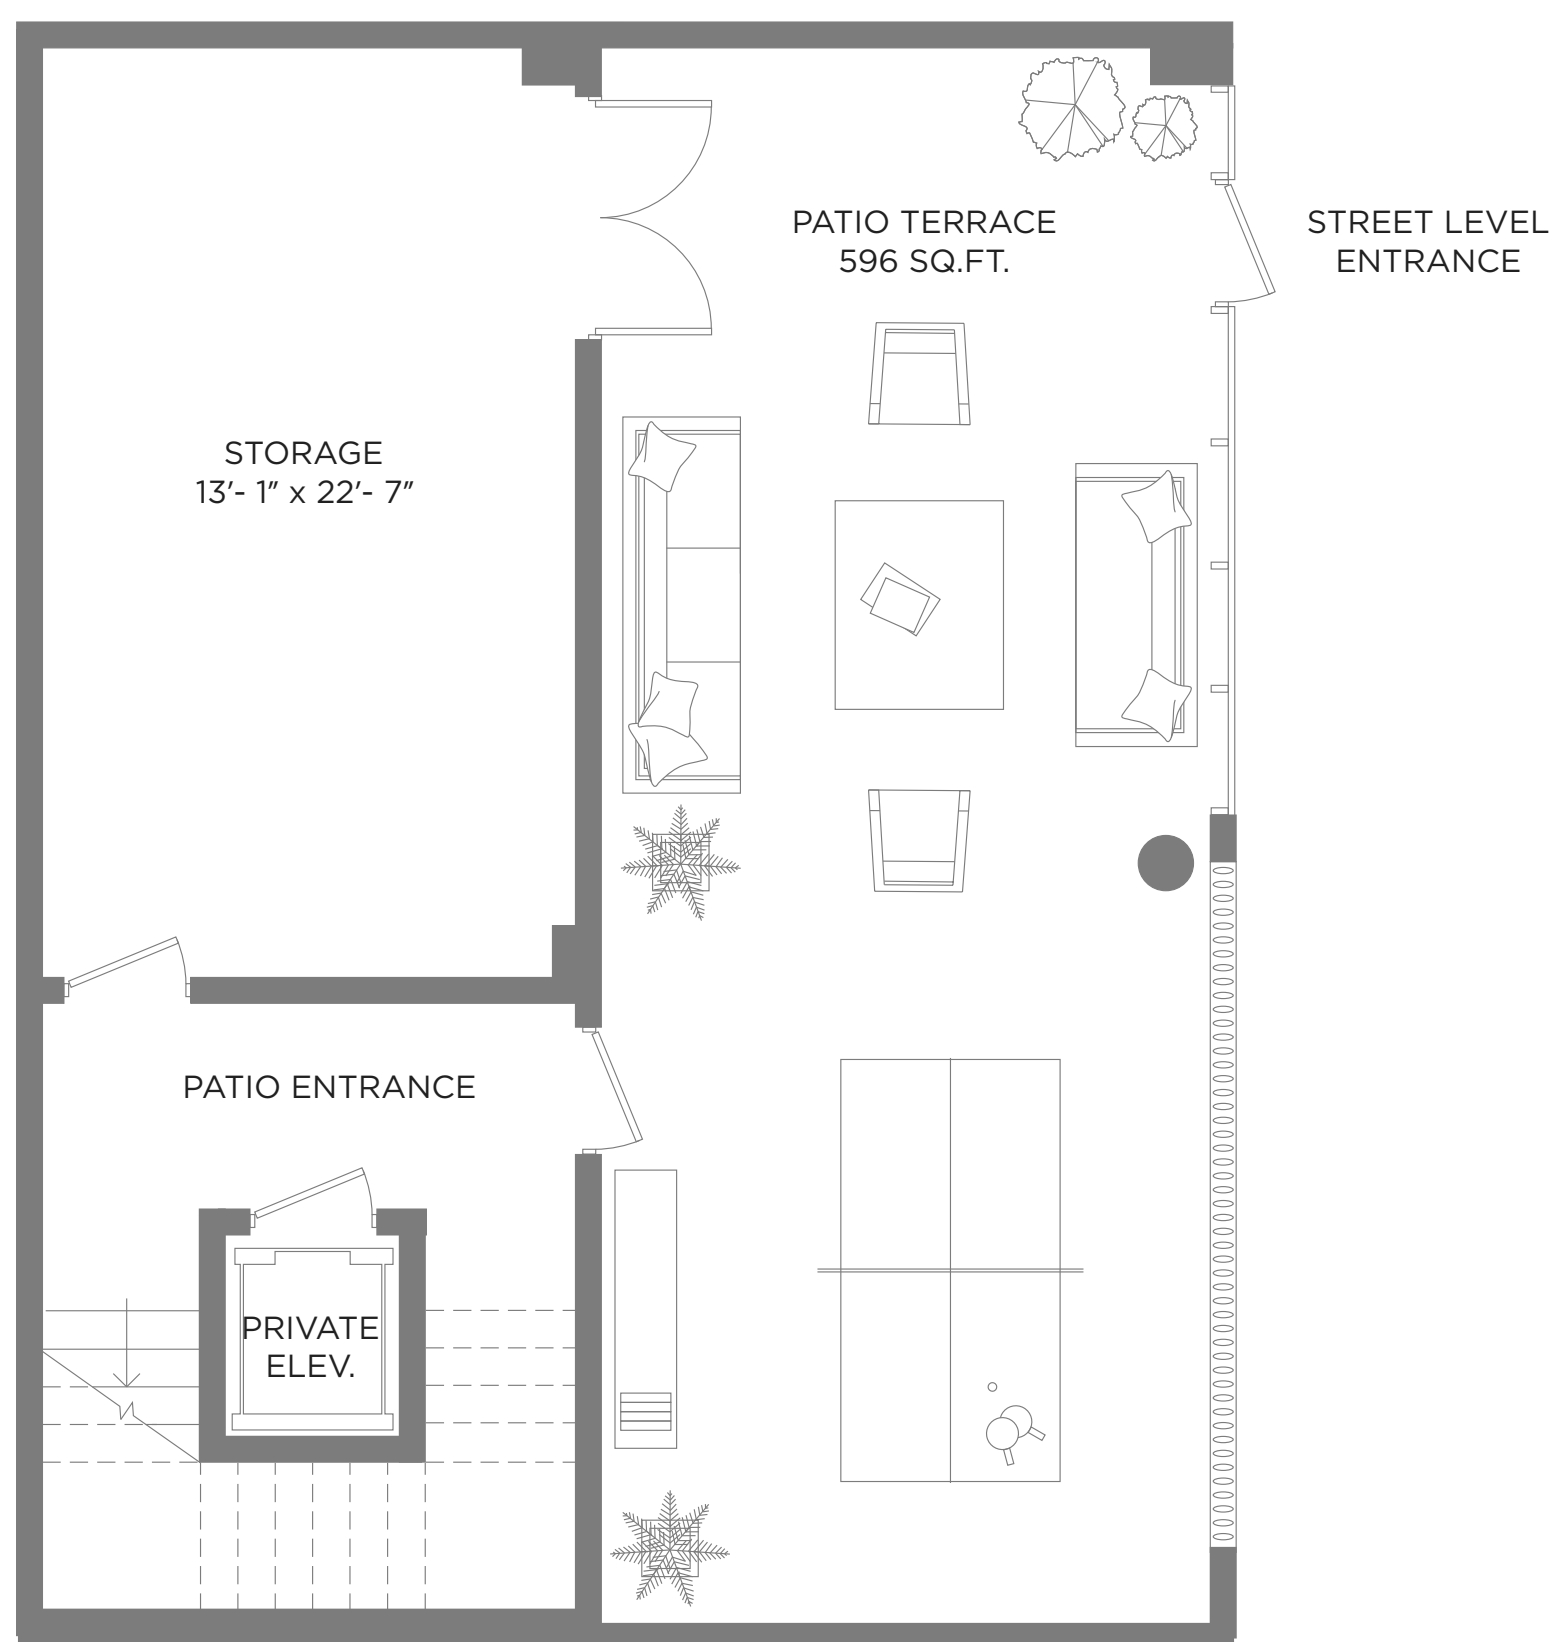 PATIO TERRACE
596 SQ.FT.
STREET LEVEL
ENTRANCE
STORAGE
13’- 1” x 22’- 7”
PATIO ENTRANCE
PRIVATE
ELEV.